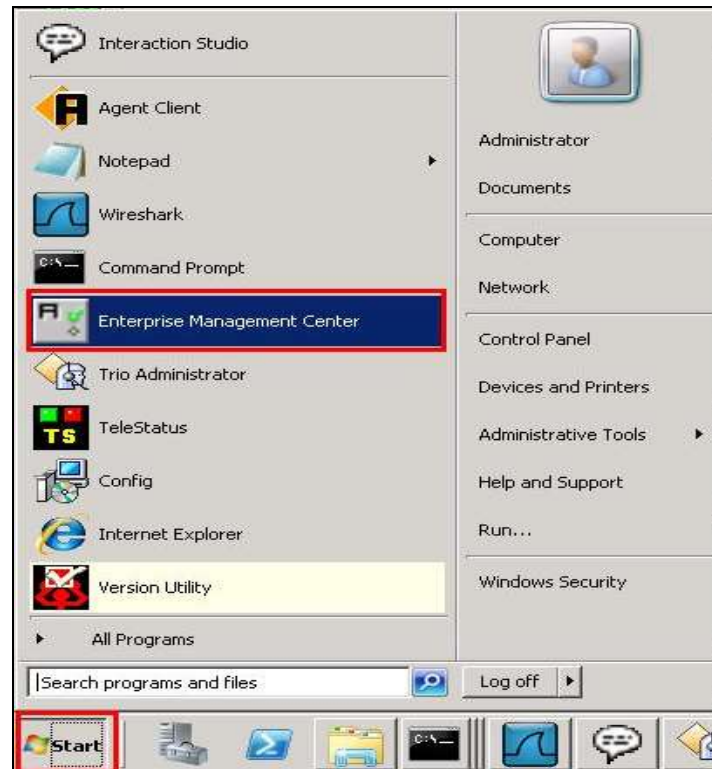 Interaction Studio
Agent Client
Notepad
Wireshark
Command Prompt
Enterprise Management Center
Trio Administrator
TeleStatus
TS
Config
Internet Explorer
Version Utility
All Programs
Search programs and files
Administrator
Documents
Computer
Network
Control Panel
Devices and Printers
Administrative Tools
Help and Support
Run...
Windows Security
Log off
Start